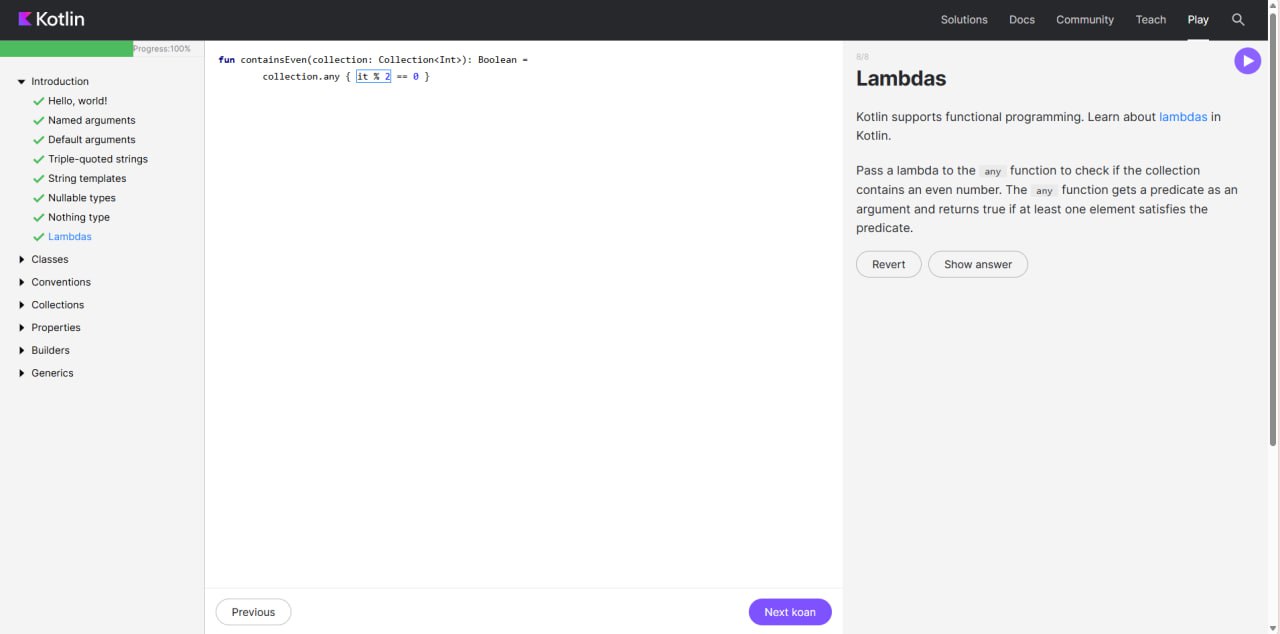 Kotlin
Solutions
Docs
Community
Teach
Play
Progress:100%
Introduction
Hello, world!
Named arguments
Default arguments
Triple-quoted strings
String templates
Nullable types
Nothing type
Lambdas
Classes
Conventions
Collections
Properties
Builders
Generics
fun containsEven(collection: Collection<Int>): Boolean =
collection.any { it % 2 == 0 }
Previous
Next koan
8/8
Lambdas
Kotlin supports functional programming. Learn about lambdas in
Kotlin.
Pass a lambda to the any function to check if the collection
contains an even number. The any function gets a predicate as an
argument and returns true if at least one element satisfies the
predicate.
Revert
Show answer